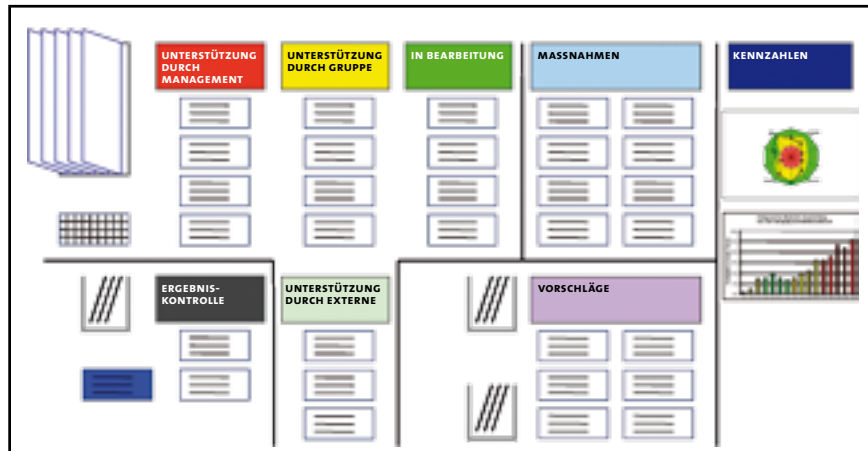 UNTERSTÜTZUNG
DURCH
MANAGEMENT
UNTERSTÜTZUNG
DURCH GRUPPE
IN BEARBEITUNG
MASSNAHMEN
KENNZAHLEN
ERGEBNIS-
KONTROLLE
UNTERSTÜTZUNG
DURCH EXTERNE
VORSCHLÄGE